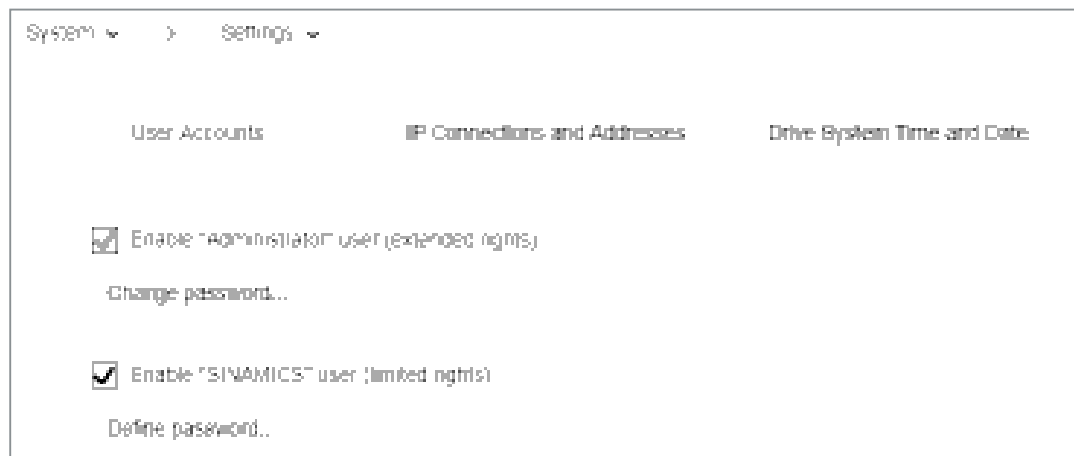 System > Settings
User Accounts IP Connections and Addresses Drive System Time and Date
Enable "Administrator" user (extended rights)
Change password...
Enable "SINAMICS" user (limited rights)
Define password...